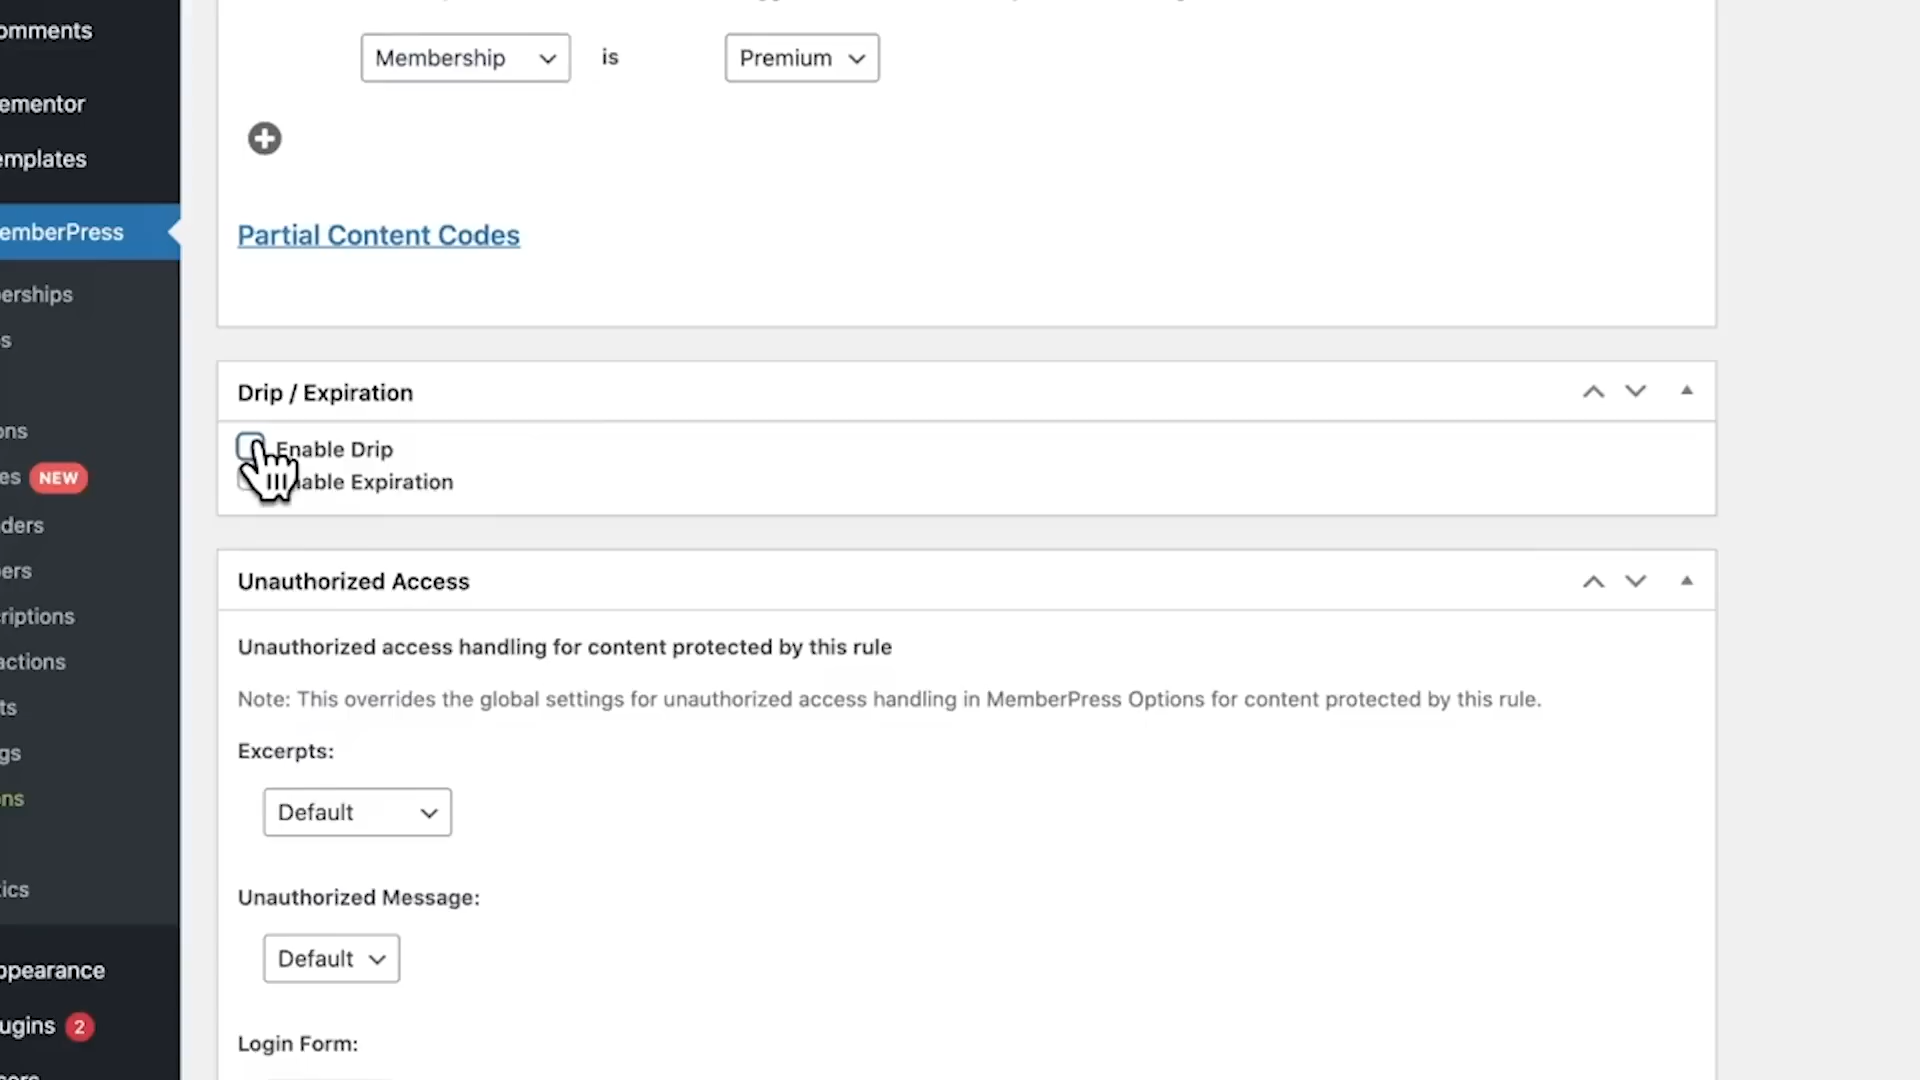 omments
ementor
emplates
emberPress
erships
s
ons
es NEW
ders
ers
riptions
actions
ts
gs
ns
ics
ppearance
ugins 2
Membership is Premium
Partial Content Codes
Drip / Expiration
Enable Drip
able Expiration
Unauthorized Access
Unauthorized access handling for content protected by this rule
Note: This overrides the global settings for unauthorized access handling in MemberPress Options for content protected by this rule.
Excerpts:
Default
Unauthorized Message:
Default
Login Form: